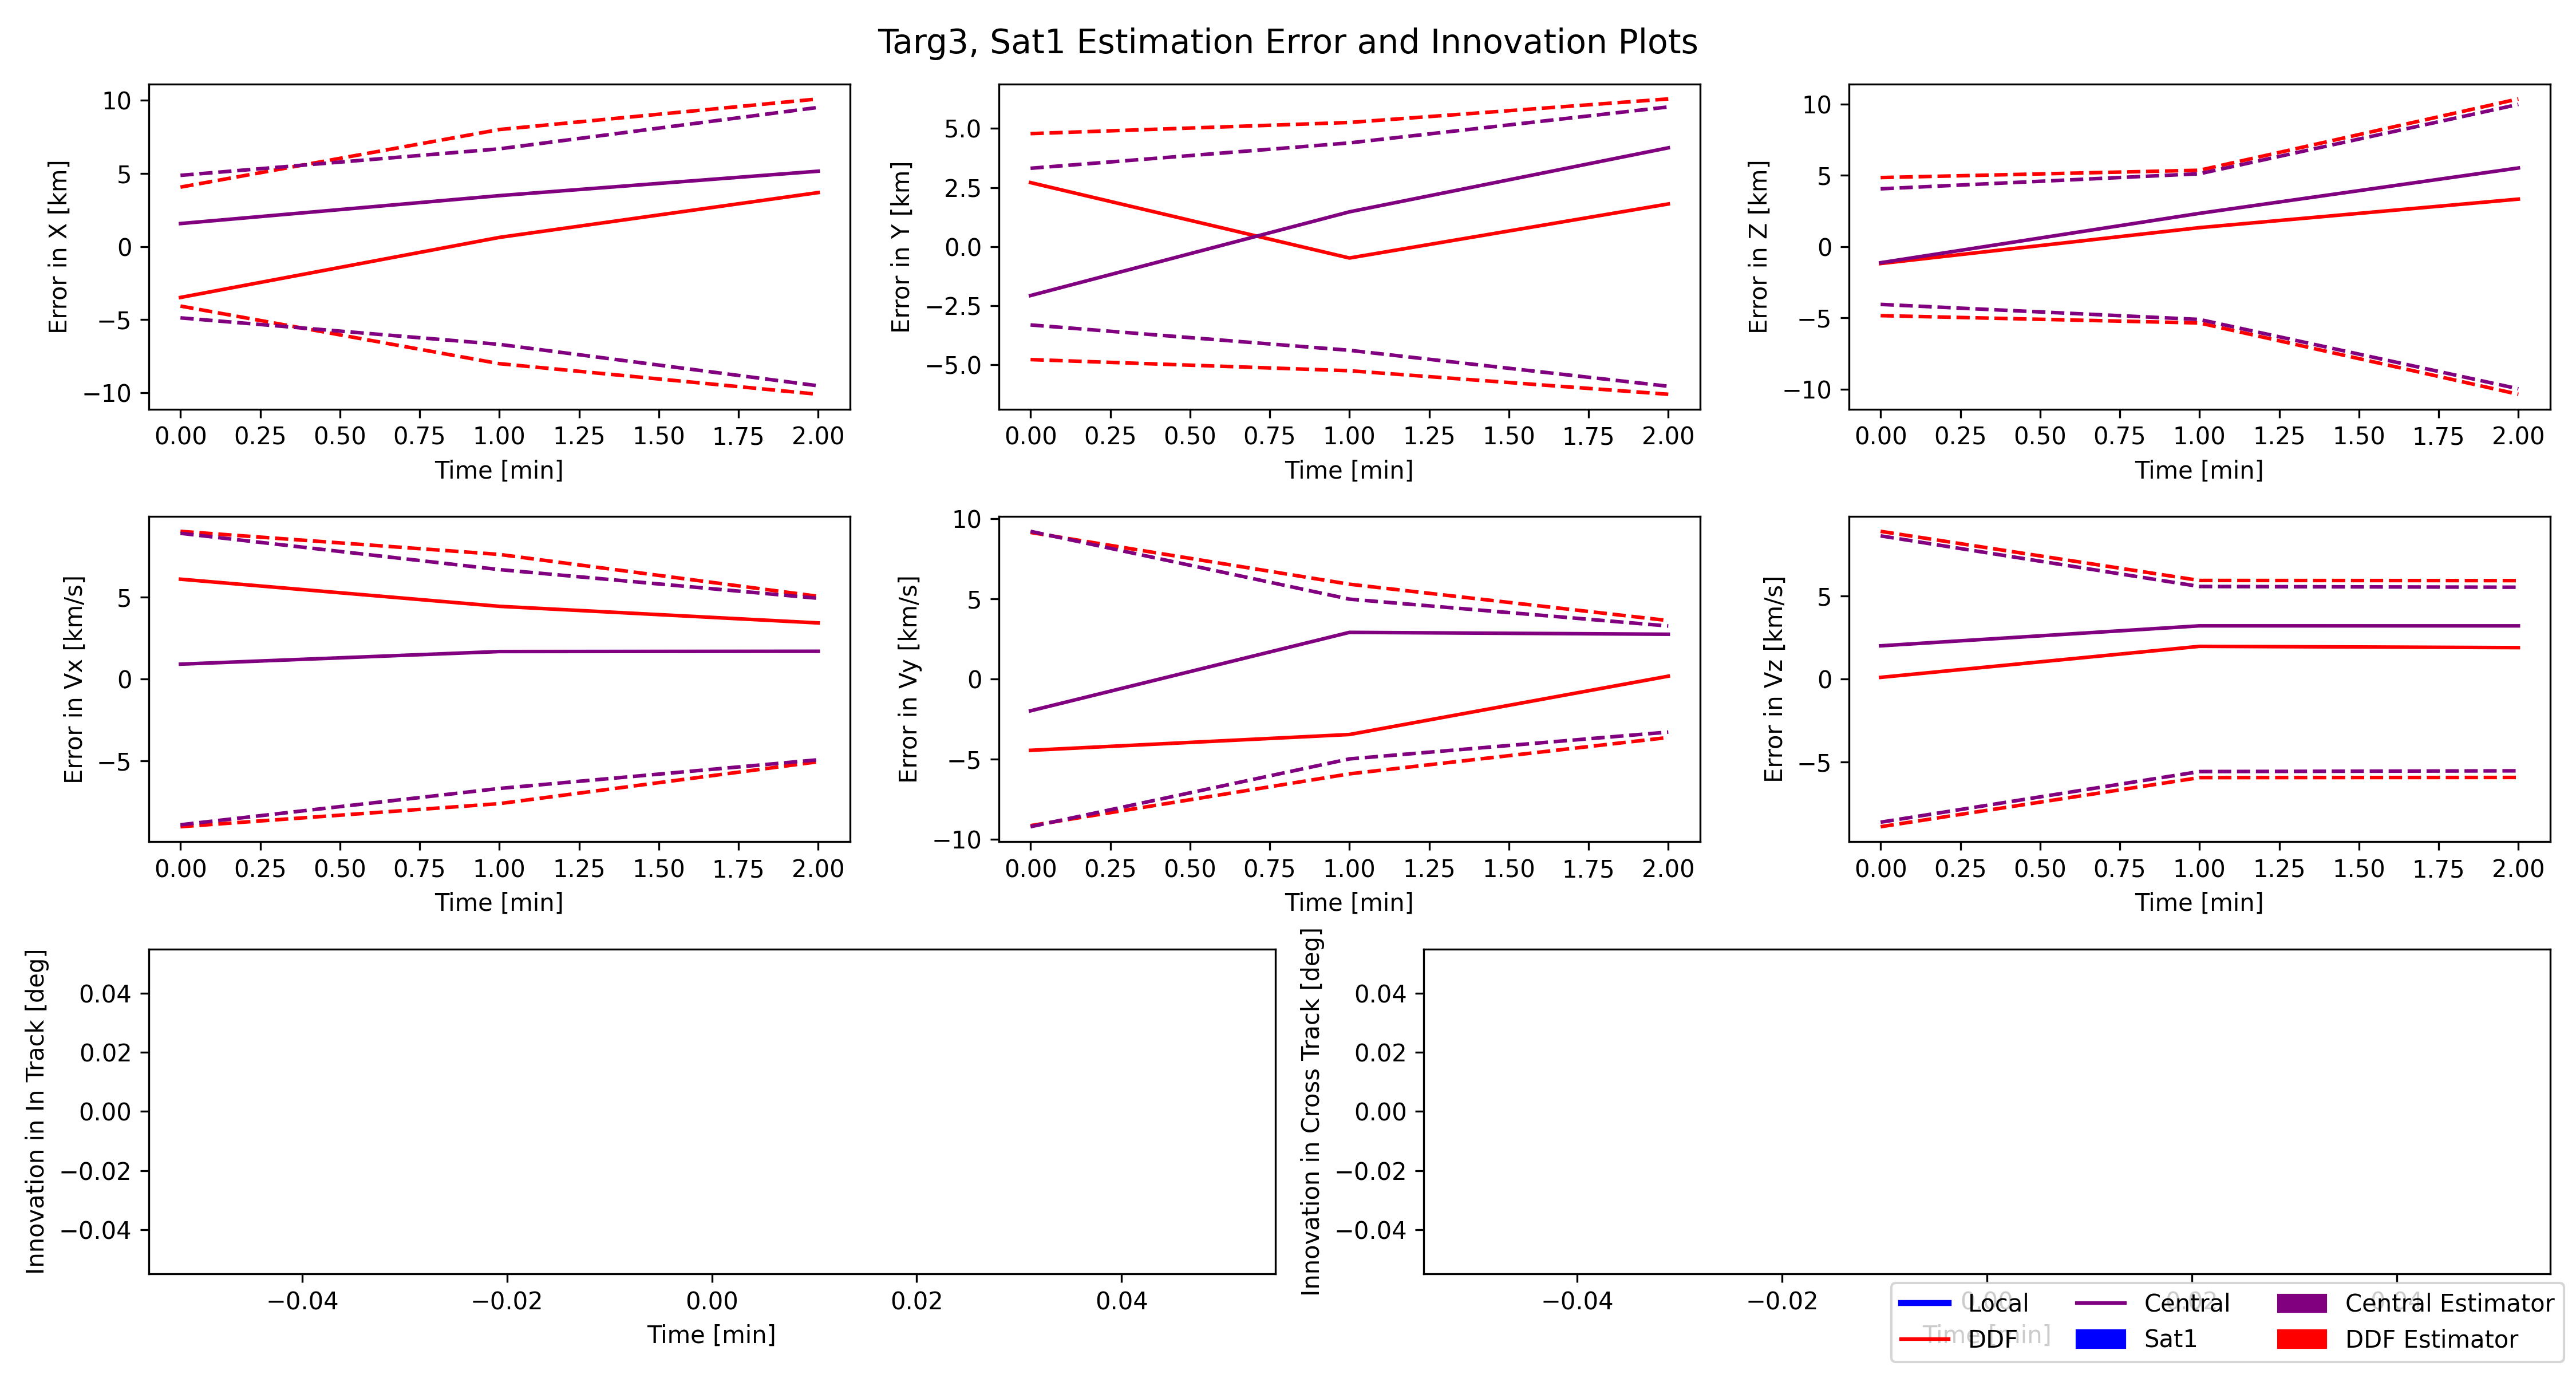 Targ3, Sat1 Estimation Error and Innovation Plots
Error in X [km]
10
5
0
−5
−10
0.00 0.25 0.50 0.75 1.00 1.25 1.50 1.75 2.00
Time [min]
Error in Y [km]
5.0
2.5
0.0
−2.5
−5.0
0.00 0.25 0.50 0.75 1.00 1.25 1.50 1.75 2.00
Time [min]
Error in Z [km]
10
5
0
−5
−10
0.00 0.25 0.50 0.75 1.00 1.25 1.50 1.75 2.00
Time [min]
Error in Vx [km/s]
5
0
−5
0.00 0.25 0.50 0.75 1.00 1.25 1.50 1.75 2.00
Time [min]
Error in Vy [km/s]
10
5
0
−5
−10
0.00 0.25 0.50 0.75 1.00 1.25 1.50 1.75 2.00
Time [min]
Error in Vz [km/s]
5
0
−5
0.00 0.25 0.50 0.75 1.00 1.25 1.50 1.75 2.00
Time [min]
Innovation in In Track [deg]
0.04
0.02
0.00
−0.02
−0.04
−0.04 −0.02 0.00 0.02 0.04
Time [min]
Innovation in Cross Track [deg]
0.04
0.02
0.00
−0.02
−0.04
−0.04 −0.02 0.00 0.02 0.04
Time [min]
Local
DDF
Central
Sat1
Central Estimator
DDF Estimator